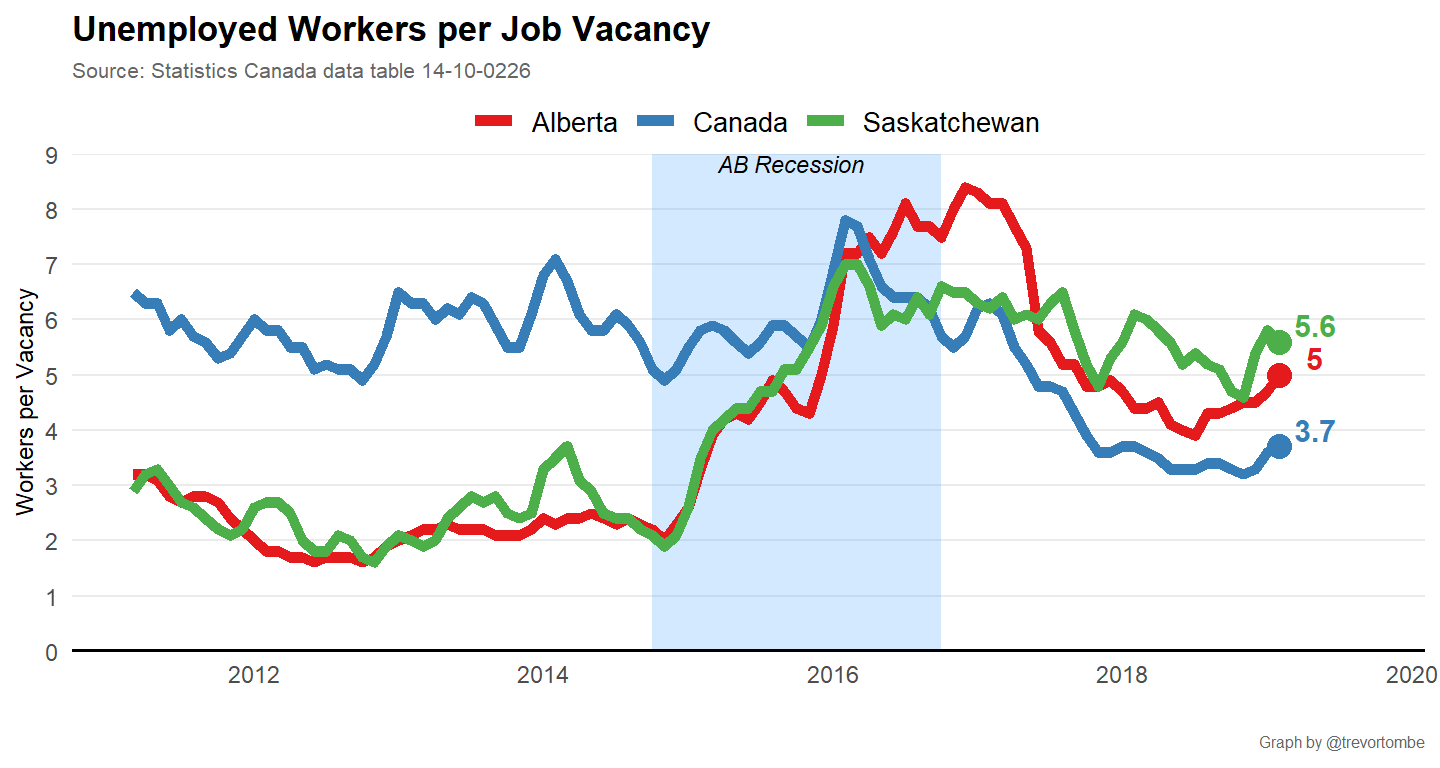 Unemployed Workers per Job Vacancy
Source: Statistics Canada data table 14-10-0226
Alberta Canada Saskatchewan
AB Recession
Workers per Vacancy
9
8
7
6
5
4
3
2
1
0
5.6
5
3.7
2012 2014 2016 2018 2020
Graph by @trevortombe